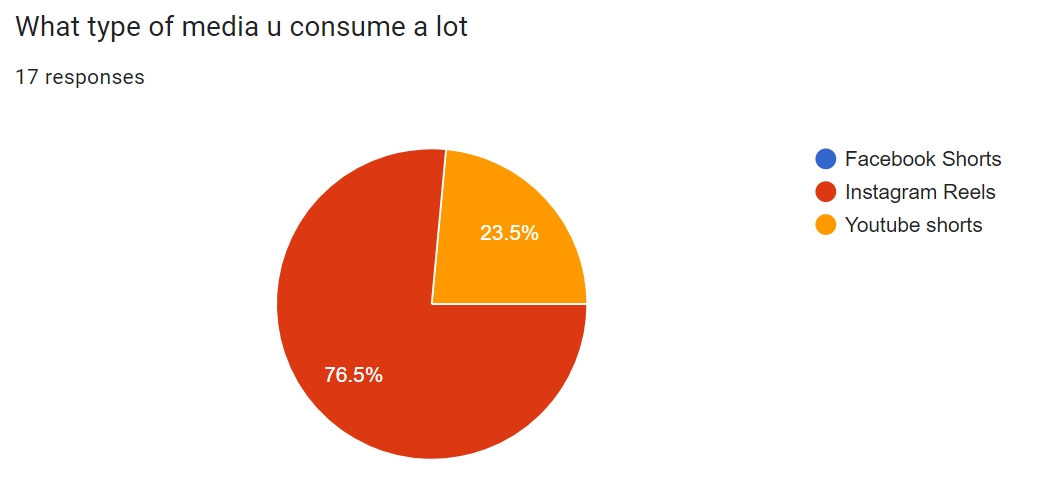 What type of media u consume a lot
17 responses
Facebook Shorts
Instagram Reels
Youtube shorts
23.5%
76.5%